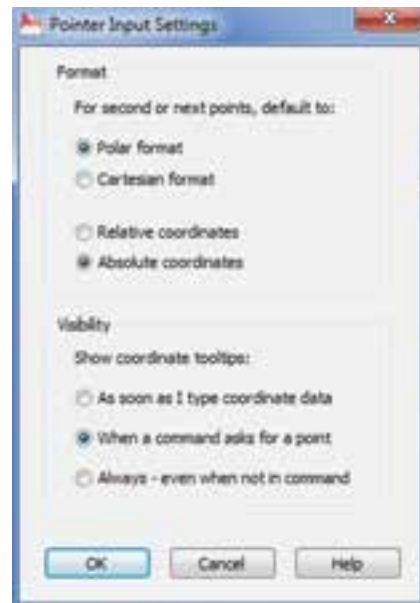 Pointer Input Settings
Format
For second or next points, default to:
Polar format
Cartesian format
Relative coordinates
Absolute coordinates
Visibility
Show coordinate tooltips:
As soon as I type coordinate data
When a command asks for a point
Always - even when not in command
OK
Cancel
Help